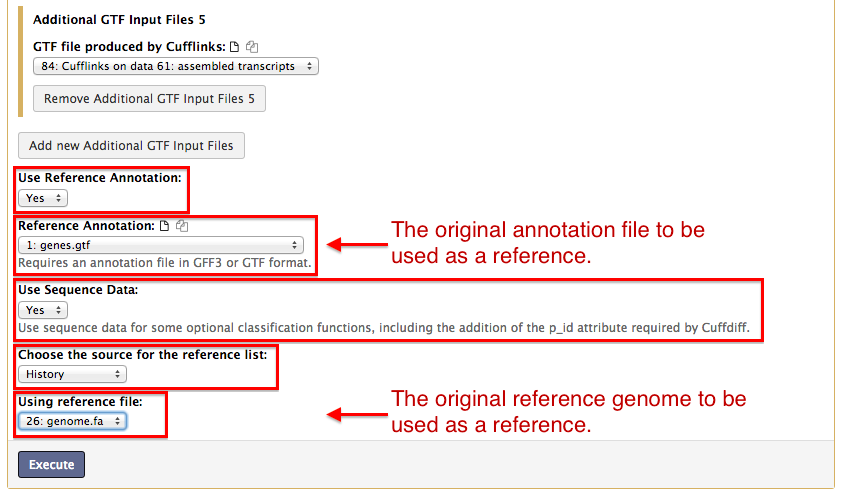 Additional GTF Input Files 5
GTF file produced by Cufflinks:
84: Cufflinks on data 61: assembled transcripts
Remove Additional GTF Input Files 5
Add new Additional GTF Input Files
Use Reference Annotation:
Yes
Reference Annotation:
1: genes.gtf
Requires an annotation file in GFF3 or GTF format.
The original annotation file to be
used as a reference.
Use Sequence Data:
Yes
Use sequence data for some optional classification functions, including the addition of the p_id attribute required by Cuffdiff.
Choose the source for the reference list:
History
Using reference file:
26: genome.fa
The original reference genome to be
used as a reference.
Execute